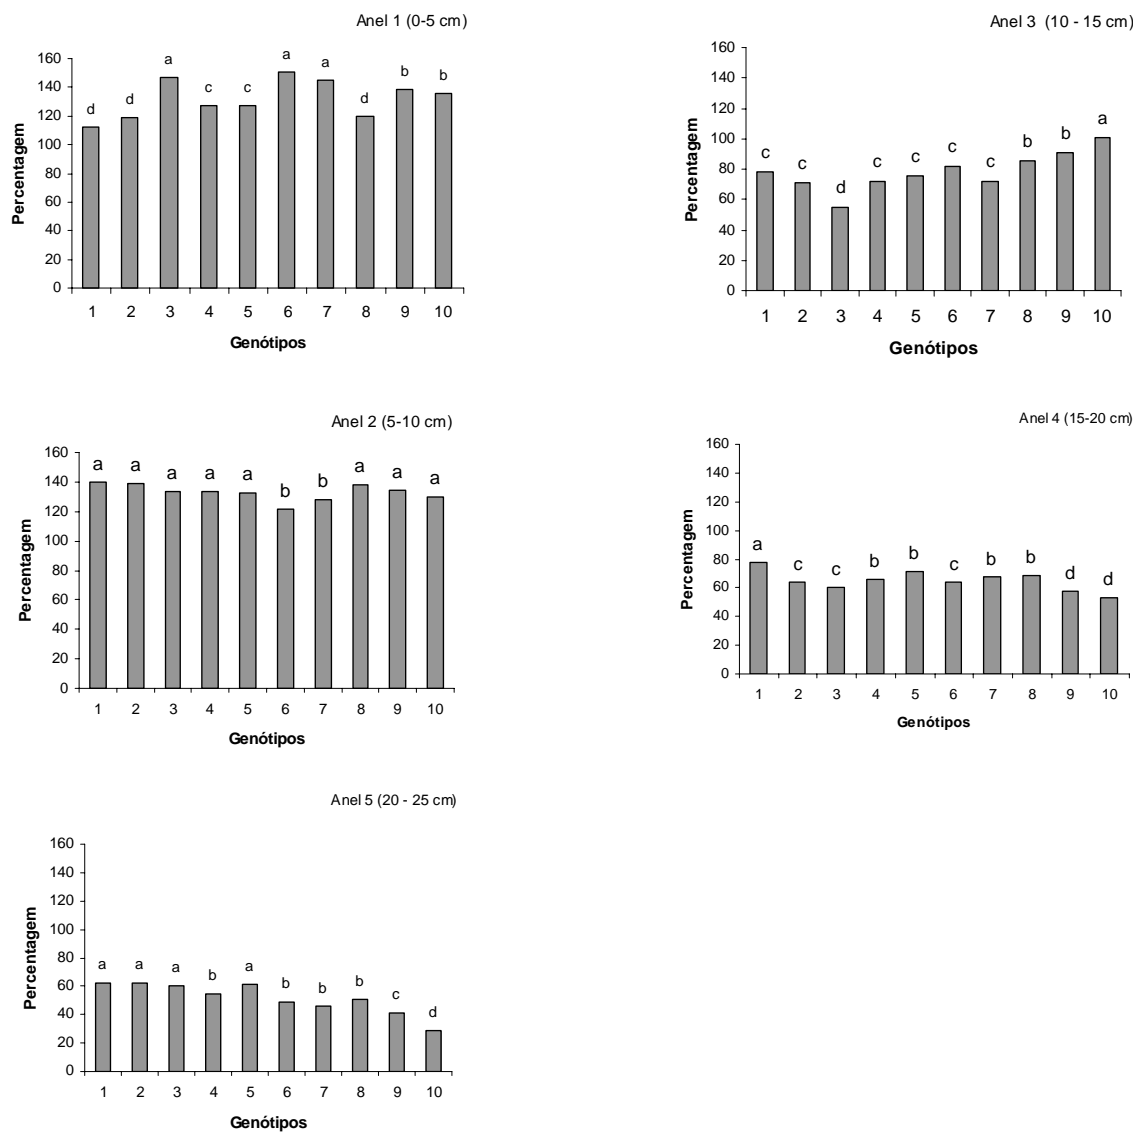 Anel 1 (0-5 cm)
Percentagem
160
140
120
100
80
60
40
20
0
d d a c c a a d b b
1 2 3 4 5 6 7 8 9 10
Genótipos
Anel 3 (10 - 15 cm)
Percentagem
160
140
120
100
80
60
40
20
0
c c d c c c c b b a
1 2 3 4 5 6 7 8 9 10
Genótipos
Anel 2 (5-10 cm)
Percentagem
160
140
120
100
80
60
40
20
0
a a a a a b b a a a
1 2 3 4 5 6 7 8 9 10
Genótipos
Anel 4 (15-20 cm)
Percentagem
160
140
120
100
80
60
40
20
0
a c c b b c b b d d
1 2 3 4 5 6 7 8 9 10
Genótipos
Anel 5 (20 - 25 cm)
Percentagem
160
140
120
100
80
60
40
20
0
a a a b a b b b c d
1 2 3 4 5 6 7 8 9 10
Genótipos